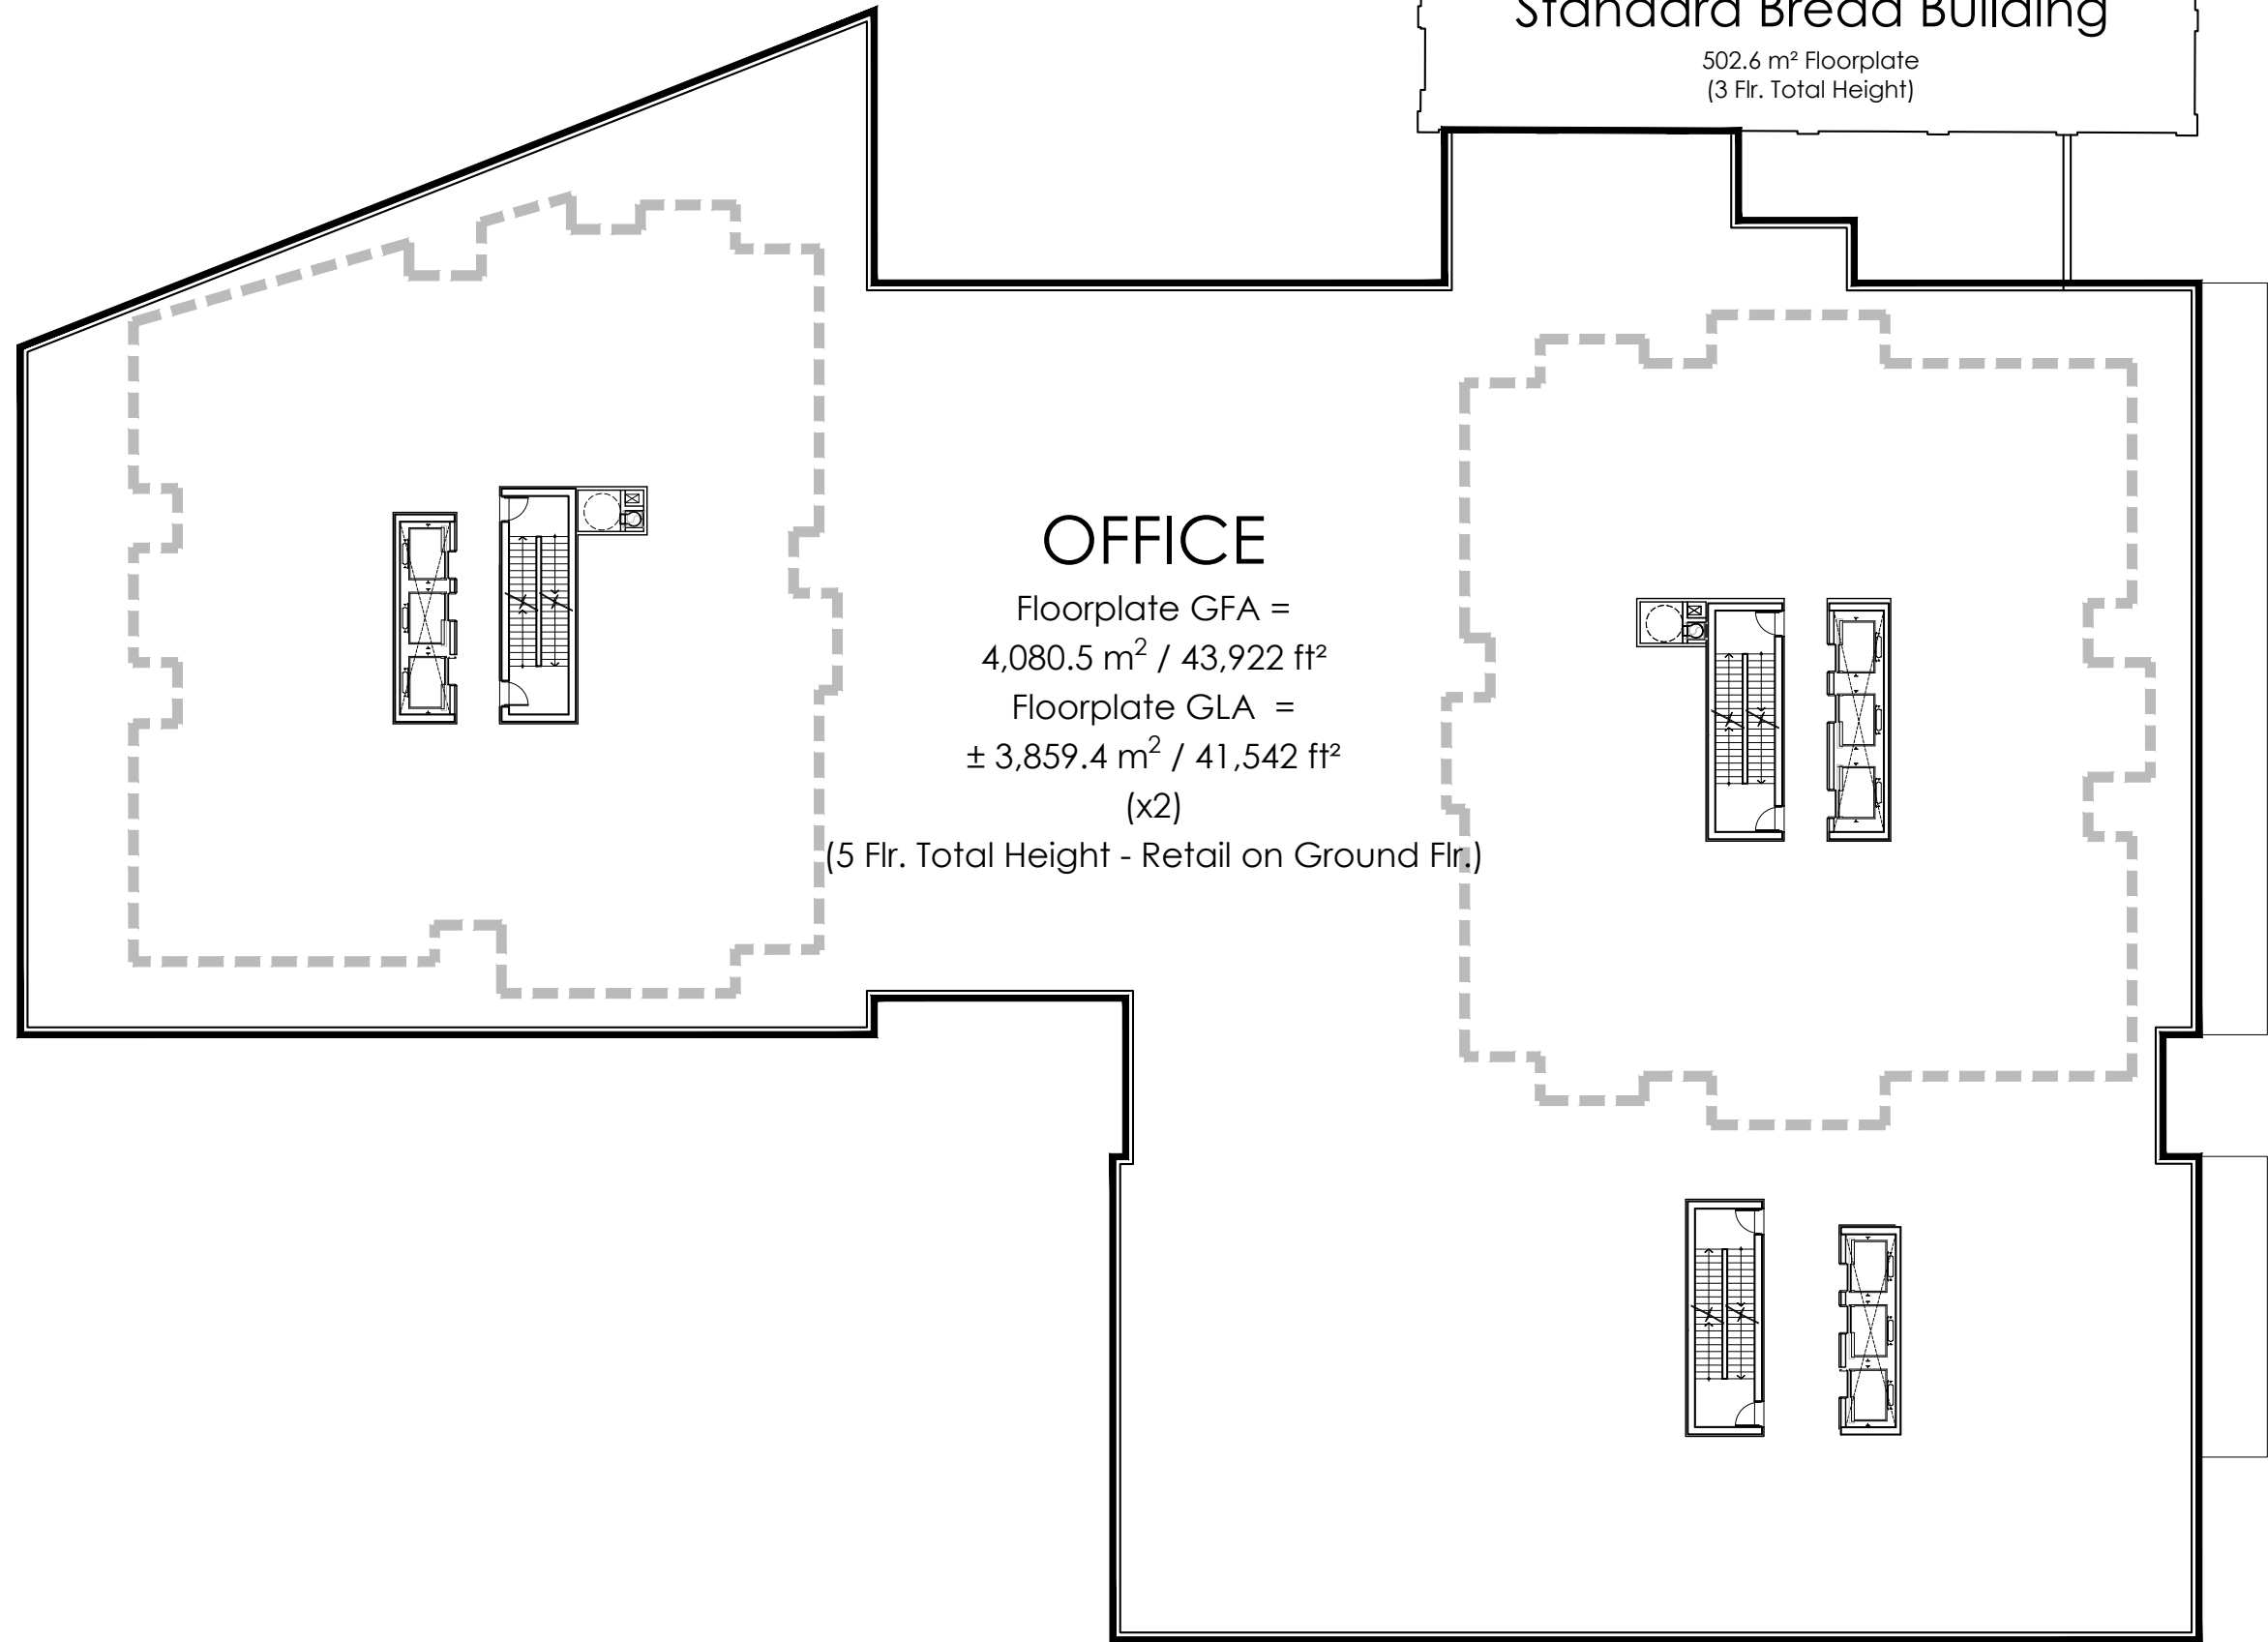 Standard Bread Building
502.6 m² Floorplate
(3 Flr. Total Height)
OFFICE
Floorplate GFA =
4,080.5 m² / 43,922 ft²
Floorplate GLA =
± 3,859.4 m² / 41,542 ft²
(x2)
(5 Flr. Total Height - Retail on Ground Flr.)